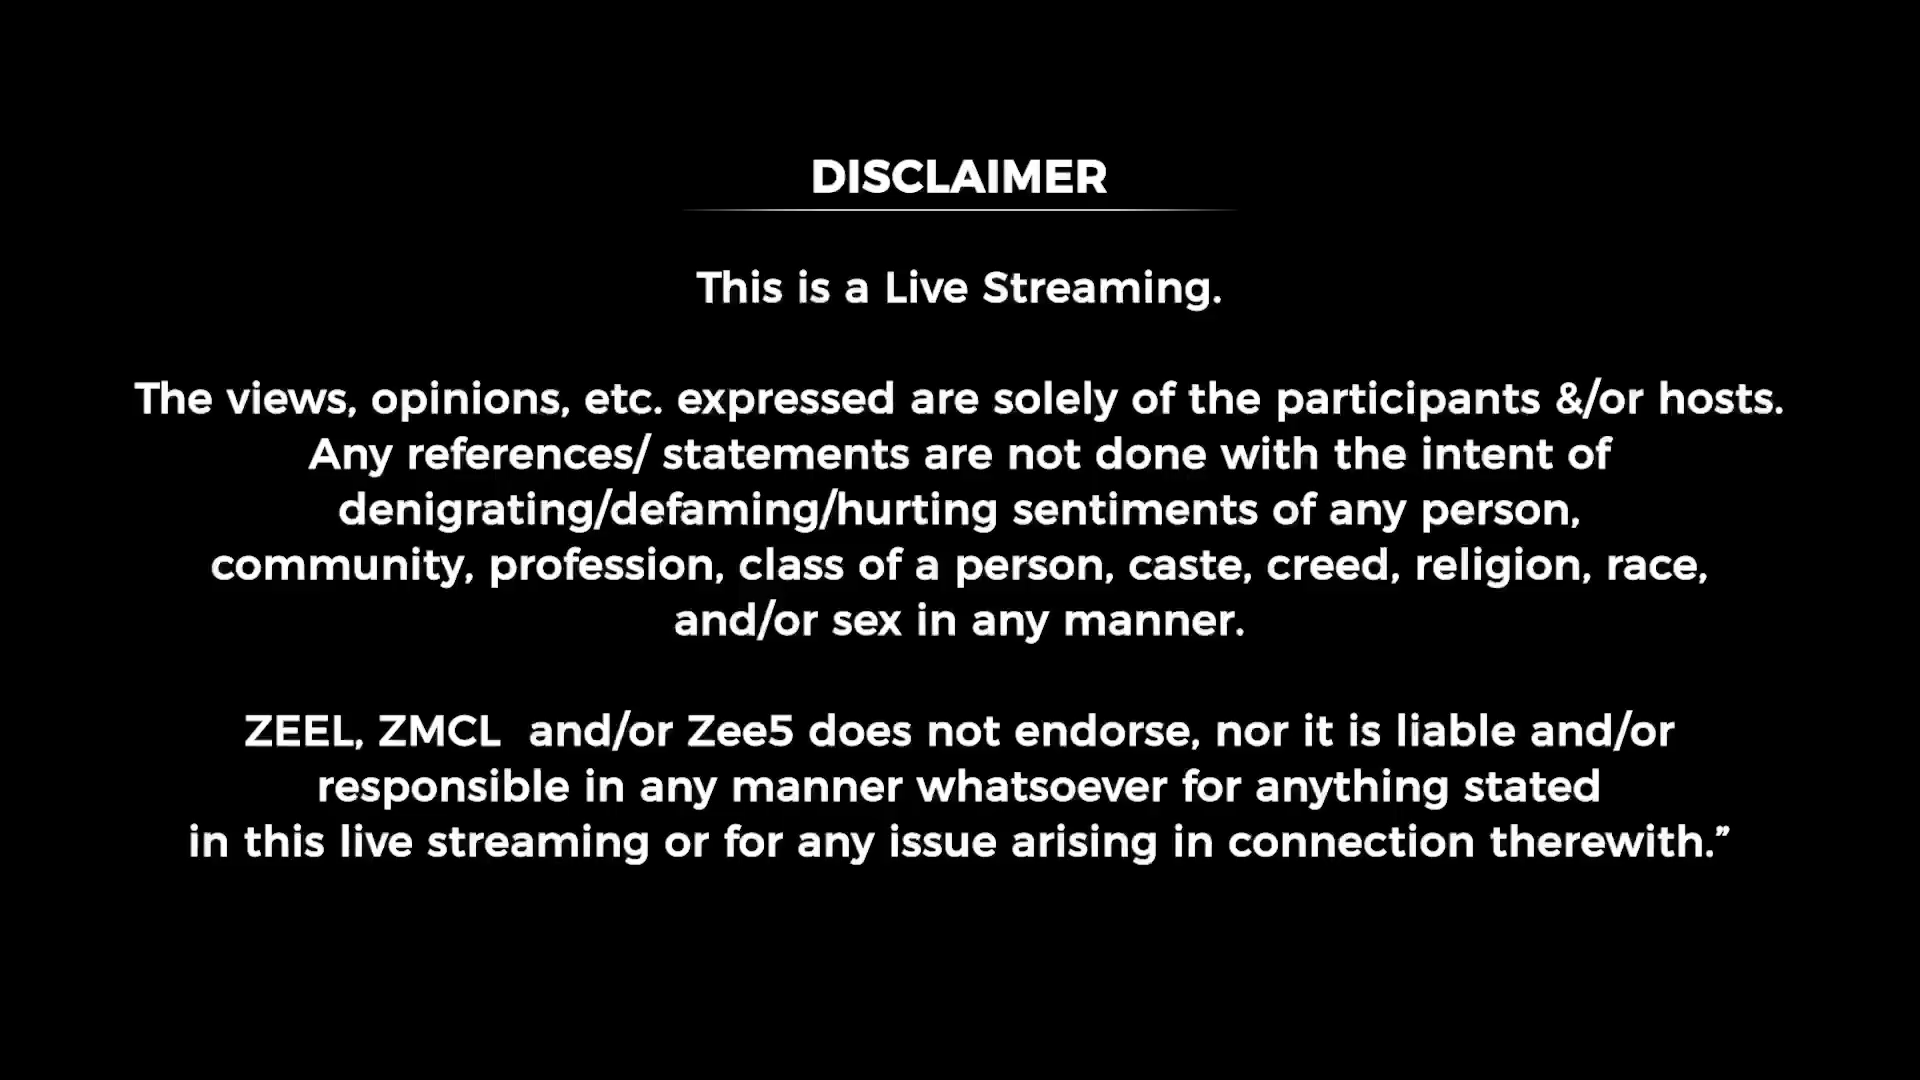 DISCLAIMER
This is a Live Streaming.
The views, opinions, etc. expressed are solely of the participants &/or hosts.
Any references/ statements are not done with the intent of
denigrating/defaming/hurting sentiments of any person,
community, profession, class of a person, caste, creed, religion, race,
and/or sex in any manner.
ZEEL, ZMCL  and/or Zee5 does not endorse, nor it is liable and/or
responsible in any manner whatsoever for anything stated
in this live streaming or for any issue arising in connection therewith.”